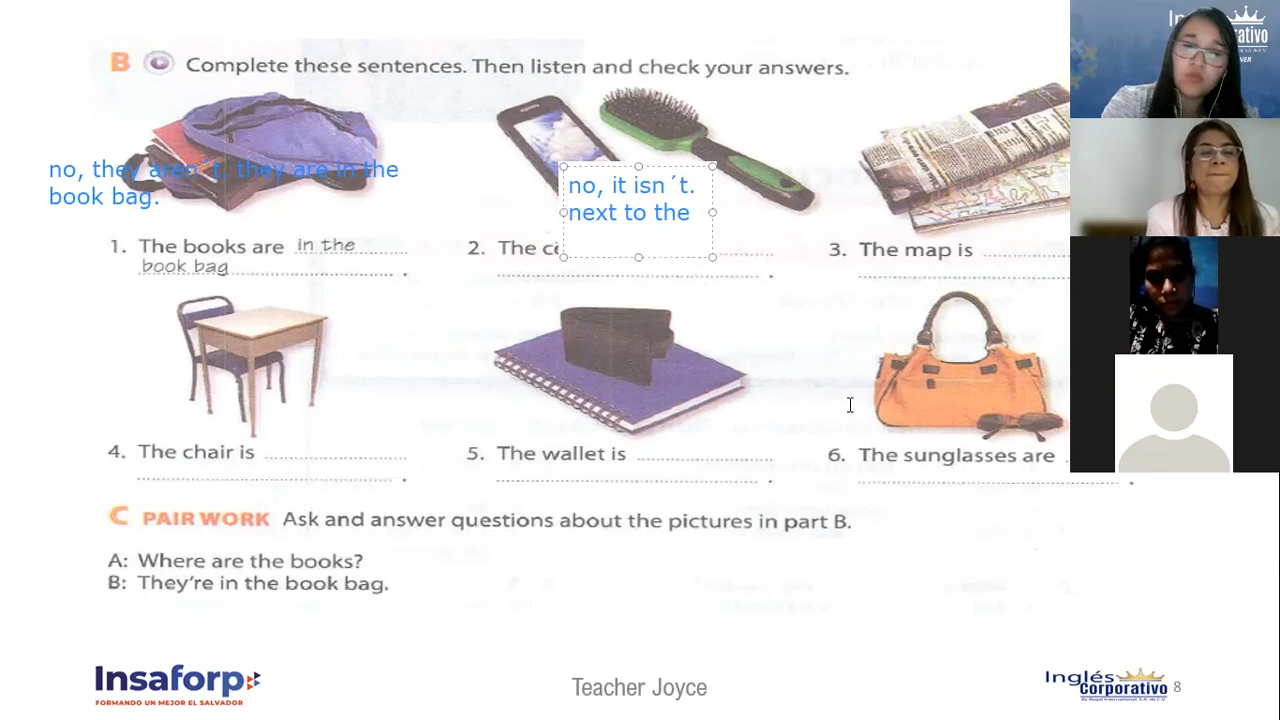 B Complete these sentences. Then listen and check your answers.
no, they aren´t. they are in the
book bag.
no, it isn´t.
next to the
1. The books are in the
book bag.
2. The
3. The map is
4. The chair is
5. The wallet is
6. The sunglasses are
C PAIR WORK Ask and answer questions about the pictures in part B.
A: Where are the books?
B: They're in the book bag.
Insaforp
FORMANDO UN MEJOR EL SALVADOR
Teacher Joyce
Inglés
Corporativo
8